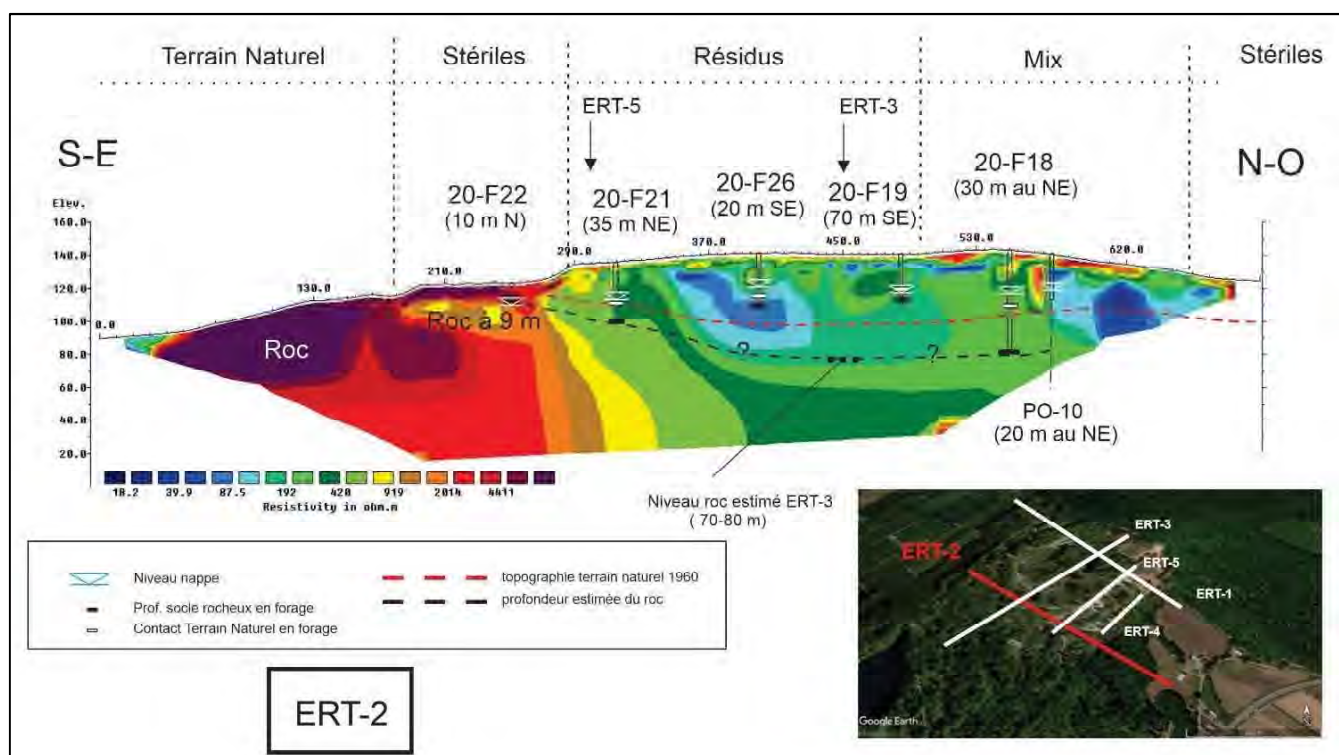 Terrain Naturel
Stériles
Résidus
Mix
Stériles
ERT-5
ERT-3
S-E
N-O
20-F22
(10 m N)
20-F21
(35 m NE)
20-F26
(20 m SE)
20-F19
(70 m SE)
20-F18
(30 m au NE)
Elev.
160.0
140.0
120.0
100.0
80.0
60.0
40.0
20.0
0.0
130.0
210.0
290.0
370.0
450.0
530.0
620.0
Roc à 9 m
Roc
?
?
PO-10
(20 m au NE)
18.2 39.9 87.5 192 420 919 2014 4411
Resistivity in ohm.m
Niveau roc estimé ERT-3
( 70-80 m)
Niveau nappe
Prof. socle rocheux en forage
Contact Terrain Naturel en forage
topographie terrain naturel 1960
profondeur estimée du roc
ERT-2
ERT-2
ERT-3
ERT-5
ERT-1
ERT-4
Google Earth